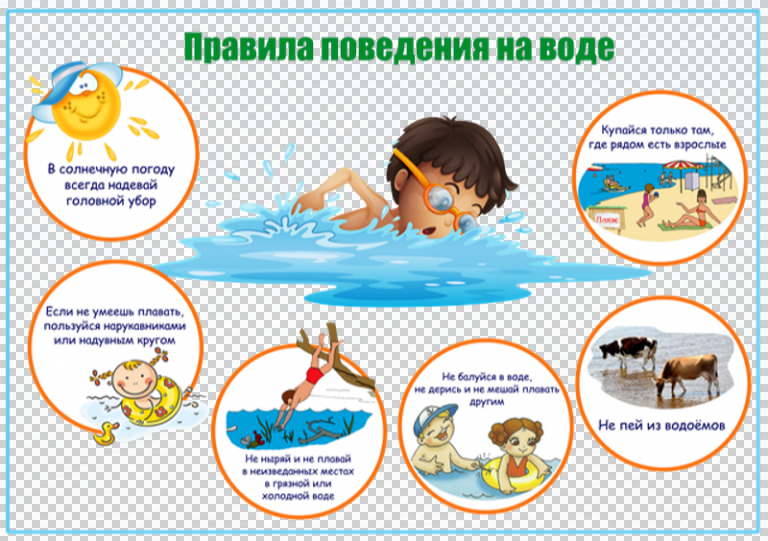 Правила поведения на воде
В солнечную погоду
всегда надевай
головной убор
Купайся только там,
где рядом есть взрослые
Пляж
Если не умеешь плавать,
пользуйся нарукавниками
или надувным кругом
Не ныряй и не плавай
в неизведанных местах
в грязной или
холодной воде
Не балуйся в воде,
не дерись и не мешай плавать
другим
Не пей из водоёмов